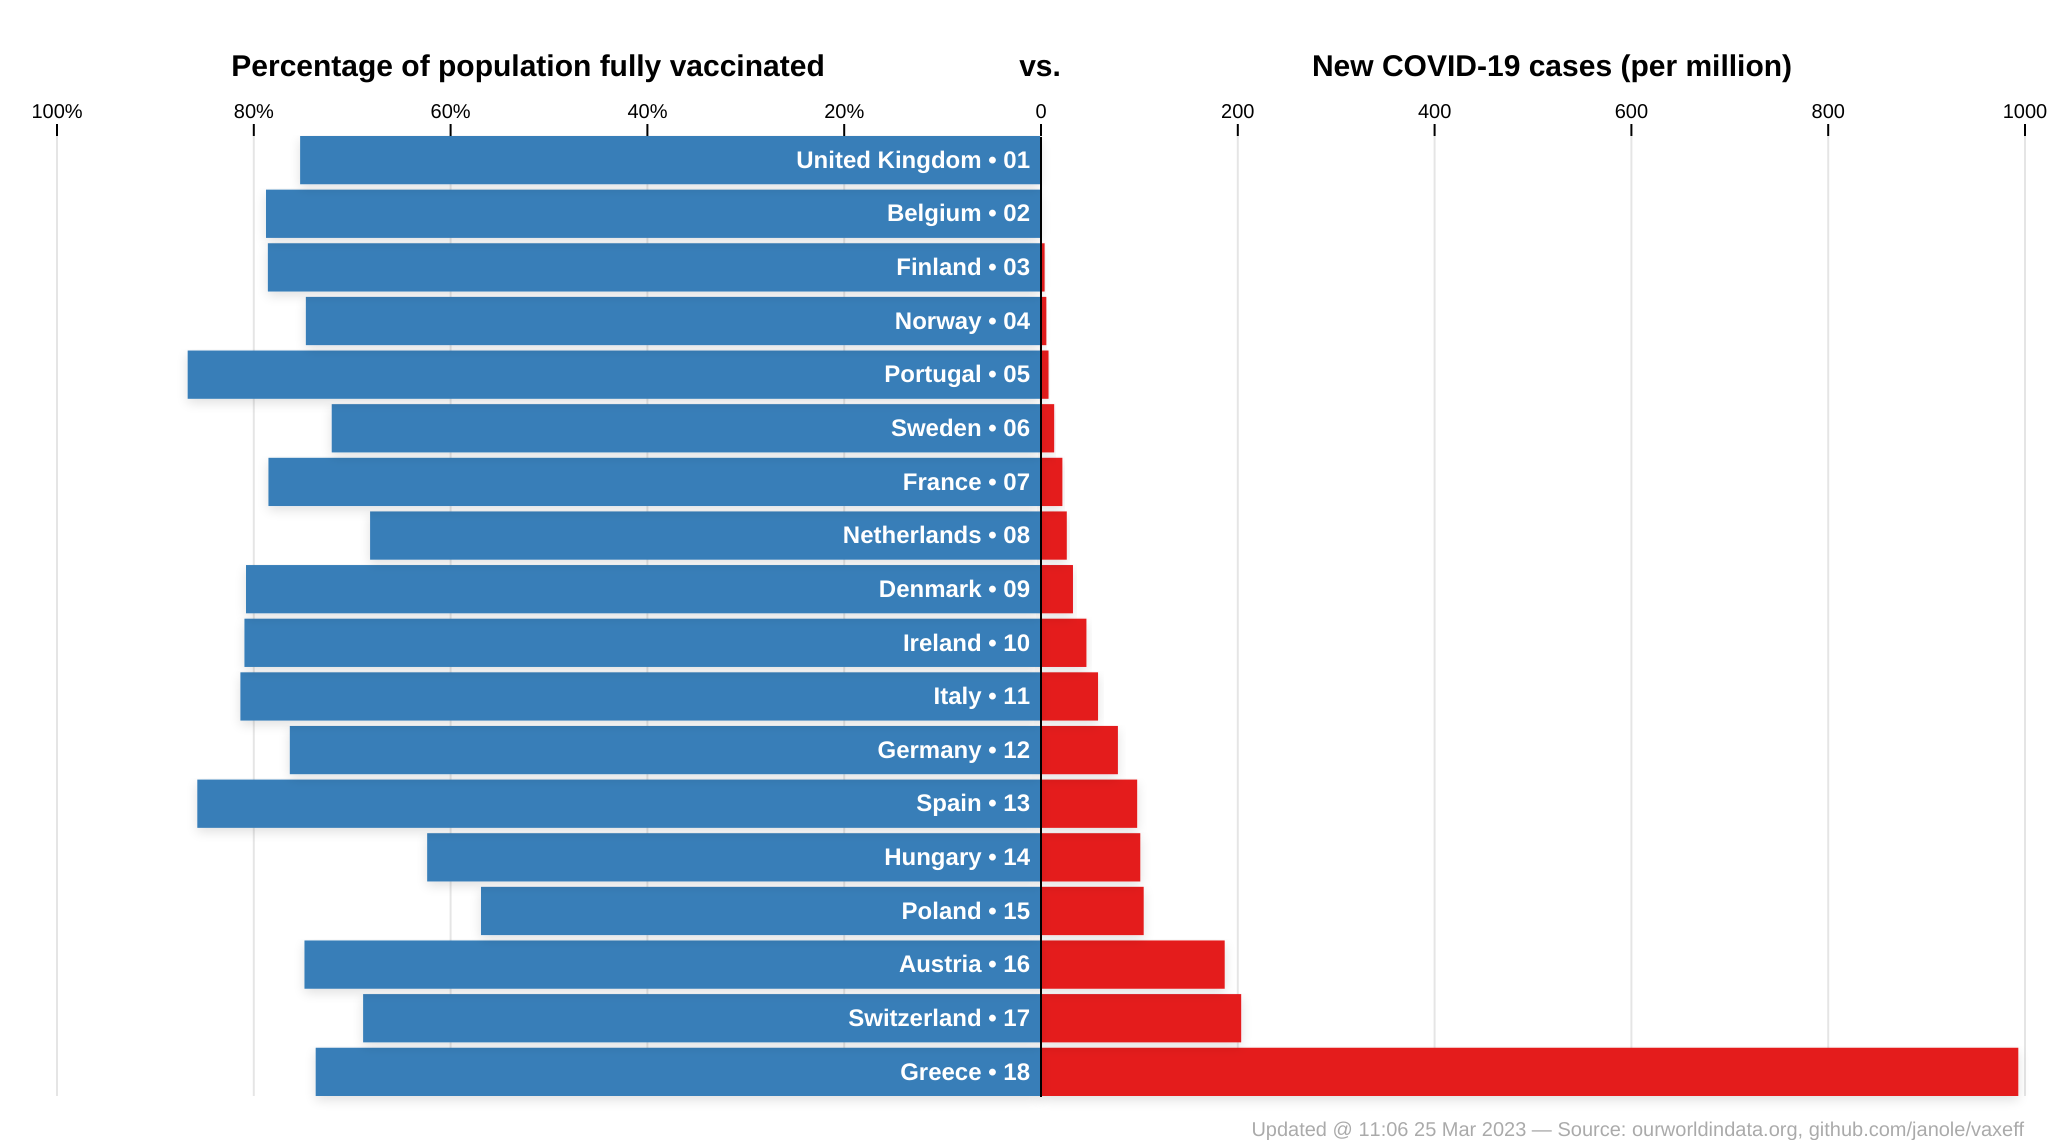 Percentage of population fully vaccinated vs. New COVID-19 cases (per million)
100% 80% 60% 40% 20% 0 200 400 600 800 1000
United Kingdom • 01
Belgium • 02
Finland • 03
Norway • 04
Portugal • 05
Sweden • 06
France • 07
Netherlands • 08
Denmark • 09
Ireland • 10
Italy • 11
Germany • 12
Spain • 13
Hungary • 14
Poland • 15
Austria • 16
Switzerland • 17
Greece • 18
Updated @ 11:06 25 Mar 2023 — Source: ourworldindata.org, github.com/janole/vaxeff